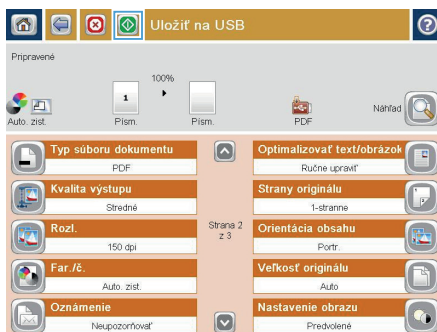 Uložiť na USB
?
Pripravené
100%
1
Auto. zist.
Písm.
Písm.
PDF
Náhľad
Typ súboru dokumentu
PDF
Optimalizovať text/obrázok
Ručne upraviť
Kvalita výstupu
Stredné
Strany originálu
1-stranne
Rozl.
150 dpi
Strana 2
z 3
Orientácia obsahu
Portr.
Far./č.
Auto. zist.
Veľkosť originálu
Auto
Oznámenie
Neupozorňovať
Nastavenie obrazu
Predvolené